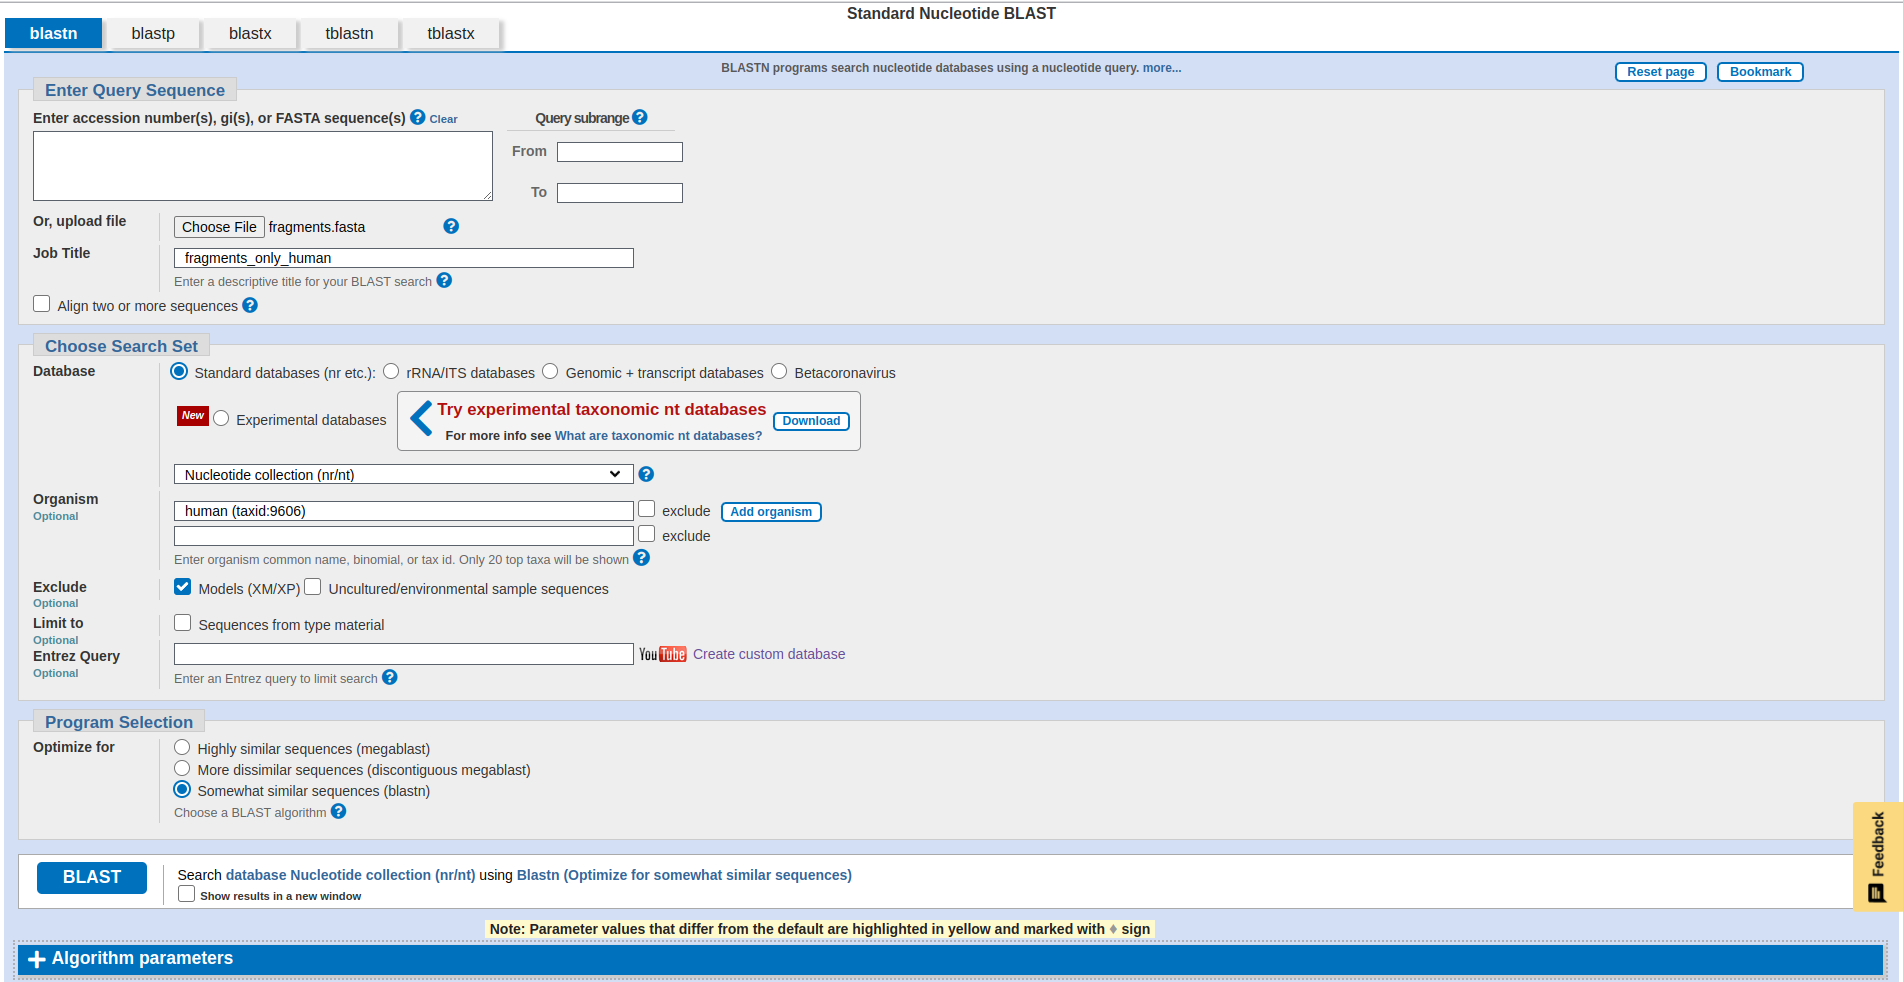 Standard Nucleotide BLAST
blastn blastp blastx tblastn tblastx
BLASTN programs search nucleotide databases using a nucleotide query. more...
Reset page Bookmark
Enter Query Sequence
Enter accession number(s), gi(s), or FASTA sequence(s) ? Clear
Query subrange ?
From
To
Or, upload file Choose File fragments.fasta ?
Job Title fragments_only_human
Enter a descriptive title for your BLAST search ?
Align two or more sequences ?
Choose Search Set
Database Standard databases (nr etc.): rRNA/ITS databases Genomic + transcript databases Betacoronavirus
New Experimental databases
Try experimental taxonomic nt databases
Download
For more info see What are taxonomic nt databases?
Nucleotide collection (nr/nt) ?
Organism
Optional
human (taxid:9606) exclude Add organism
exclude
Enter organism common name, binomial, or tax id. Only 20 top taxa will be shown ?
Exclude Models (XM/XP) Uncultured/environmental sample sequences
Optional
Limit to Sequences from type material
Optional
Entrez Query YouTube Create custom database
Optional
Enter an Entrez query to limit search ?
Program Selection
Optimize for Highly similar sequences (megablast)
More dissimilar sequences (discontiguous megablast)
Somewhat similar sequences (blastn)
Choose a BLAST algorithm ?
Feedback
BLAST Search database Nucleotide collection (nr/nt) using Blastn (Optimize for somewhat similar sequences)
Show results in a new window
Note: Parameter values that differ from the default are highlighted in yellow and marked with ♦ sign
+ Algorithm parameters